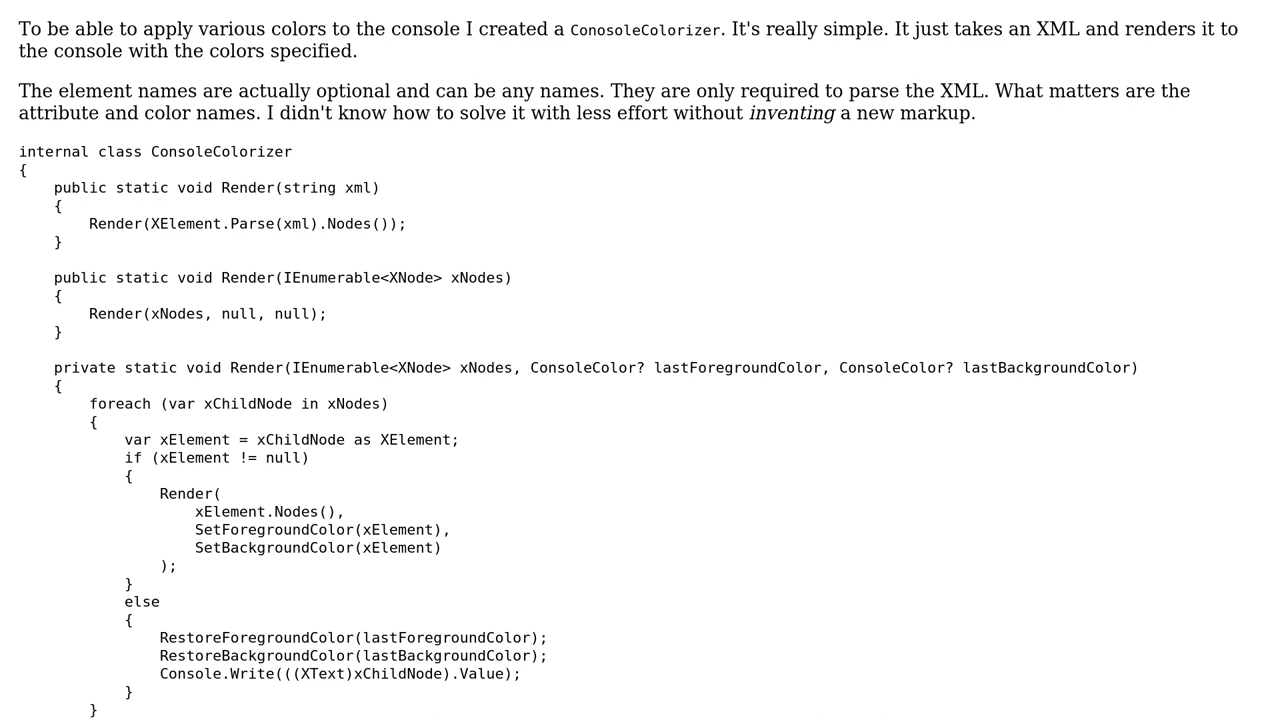 To be able to apply various colors to the console I created a ConosoleColorizer. It's really simple. It just takes an XML and renders it to
the console with the colors specified.
The element names are actually optional and can be any names. They are only required to parse the XML. What matters are the
attribute and color names. I didn't know how to solve it with less effort without inventing a new markup.
internal class ConsoleColorizer
{
    public static void Render(string xml)
    {
        Render(XElement.Parse(xml).Nodes());
    }
    public static void Render(IEnumerable<XNode> xNodes)
    {
        Render(xNodes, null, null);
    }
    private static void Render(IEnumerable<XNode> xNodes, ConsoleColor? lastForegroundColor, ConsoleColor? lastBackgroundColor)
    {
        foreach (var xChildNode in xNodes)
        {
            var xElement = xChildNode as XElement;
            if (xElement != null)
            {
                Render(
                    xElement.Nodes(),
                    SetForegroundColor(xElement),
                    SetBackgroundColor(xElement)
                );
            }
            else
            {
                RestoreForegroundColor(lastForegroundColor);
                RestoreBackgroundColor(lastBackgroundColor);
                Console.Write(((XText)xChildNode).Value);
            }
        }